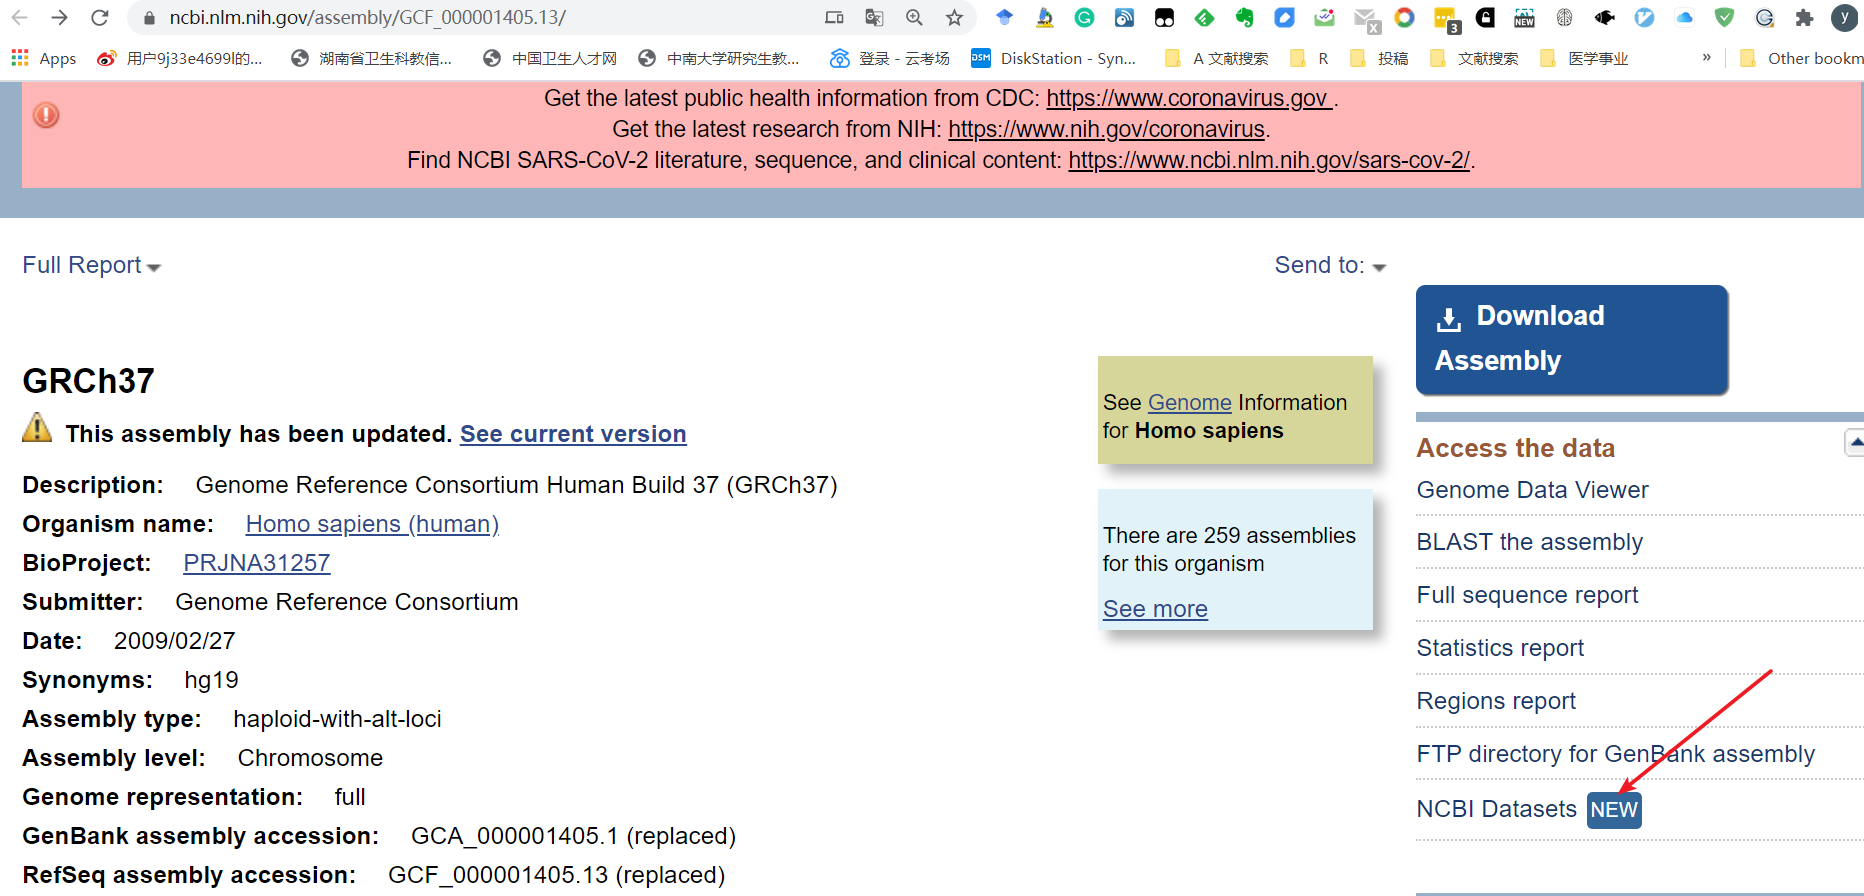 ncbi.nlm.nih.gov/assembly/GCF_000001405.13/
3
NEW
X
y
Apps
用户9j33e4699l的...
湖南省卫生科教信...
中国卫生人才网
中南大学研究生教...
登录 - 云考场
DSM
DiskStation - Syn...
A 文献搜索
R
投稿
文献搜索
医学事业
»
Other bookm
Get the latest public health information from CDC: https://www.coronavirus.gov .
Get the latest research from NIH: https://www.nih.gov/coronavirus.
Find NCBI SARS-CoV-2 literature, sequence, and clinical content: https://www.ncbi.nlm.nih.gov/sars-cov-2/.
Full Report
Send to:
Download
Assembly
GRCh37
This assembly has been updated. See current version
Description: Genome Reference Consortium Human Build 37 (GRCh37)
Organism name: Homo sapiens (human)
BioProject: PRJNA31257
Submitter: Genome Reference Consortium
Date: 2009/02/27
Synonyms: hg19
Assembly type: haploid-with-alt-loci
Assembly level: Chromosome
Genome representation: full
GenBank assembly accession: GCA_000001405.1 (replaced)
RefSeq assembly accession: GCF_000001405.13 (replaced)
See Genome Information
for Homo sapiens
There are 259 assemblies
for this organism
See more
Access the data
Genome Data Viewer
BLAST the assembly
Full sequence report
Statistics report
Regions report
FTP directory for GenBank assembly
NCBI Datasets NEW